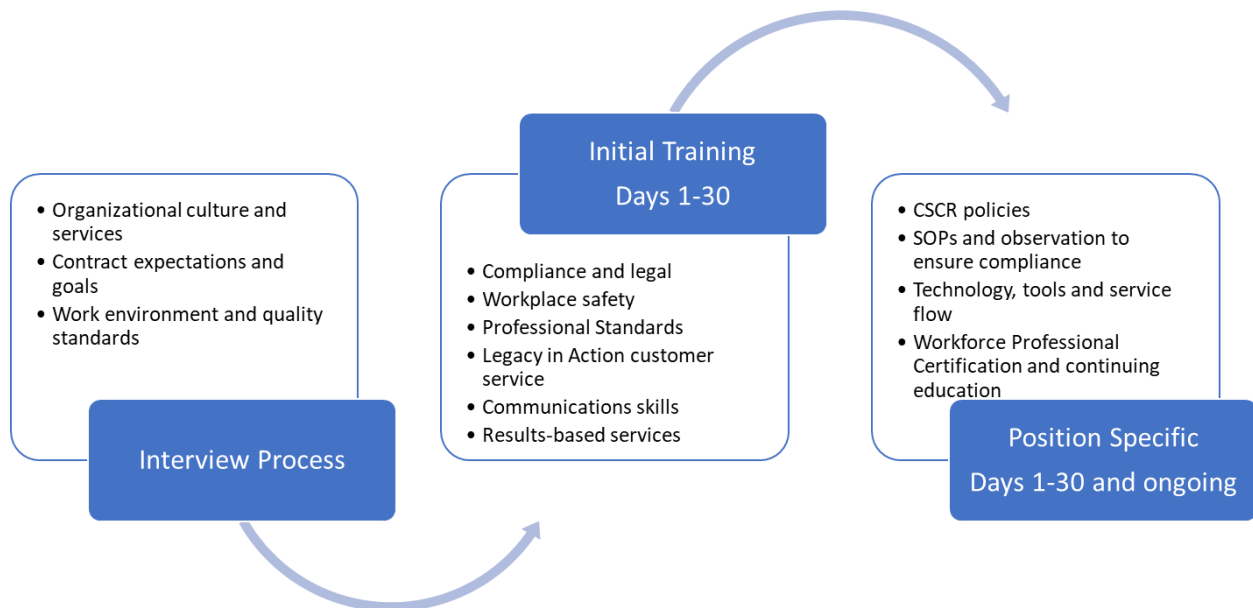 • Organizational culture and
services
• Contract expectations and
goals
• Work environment and quality
standards
Interview Process
Initial Training
Days 1-30
• Compliance and legal
• Workplace safety
• Professional Standards
• Legacy in Action customer
service
• Communications skills
• Results-based services
• CSCR policies
• SOPs and observation to
ensure compliance
• Technology, tools and service
flow
• Workforce Professional
Certification and continuing
education
Position Specific
Days 1-30 and ongoing